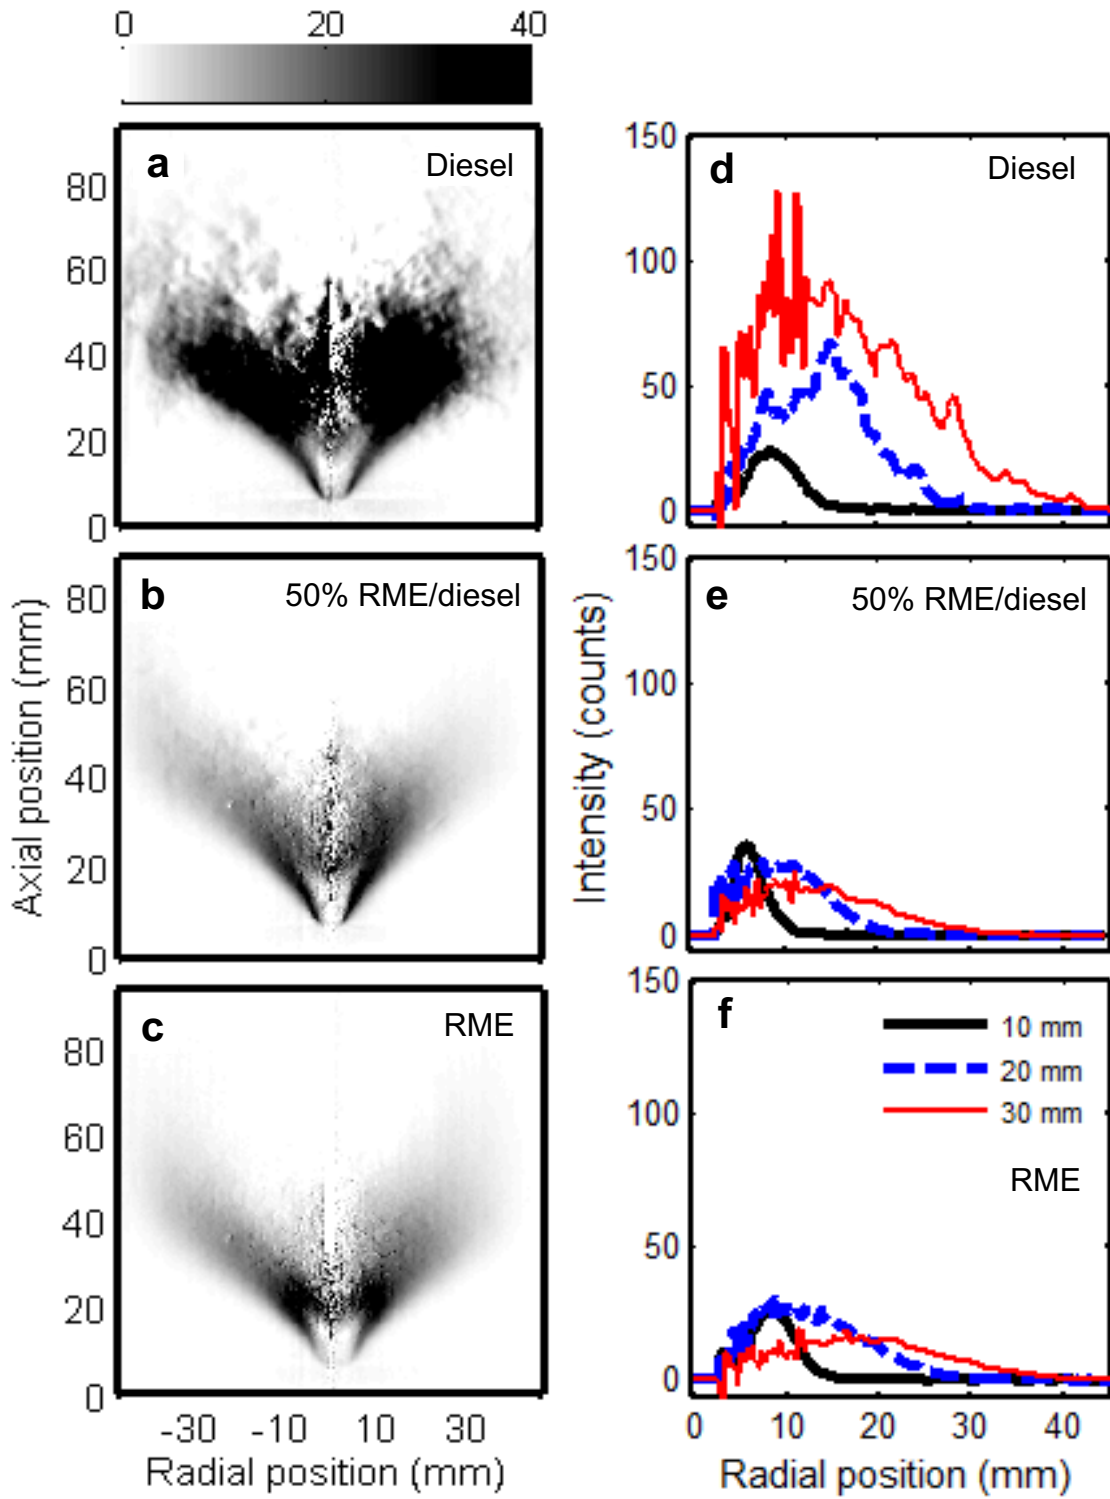 0 20 40
a Diesel
80
60
40
20
0
b 50% RME/diesel
80
60
40
20
0
c RME
80
60
40
20
0
-30 -10 10 30
Radial position (mm)
Axial position (mm)
d Diesel
150
100
50
0
0
e 50% RME/diesel
150
100
50
0
0
f
150
100
50
0
0
10 mm
20 mm
30 mm
RME
0 10 20 30 40
Radial position (mm)
Intensity (counts)